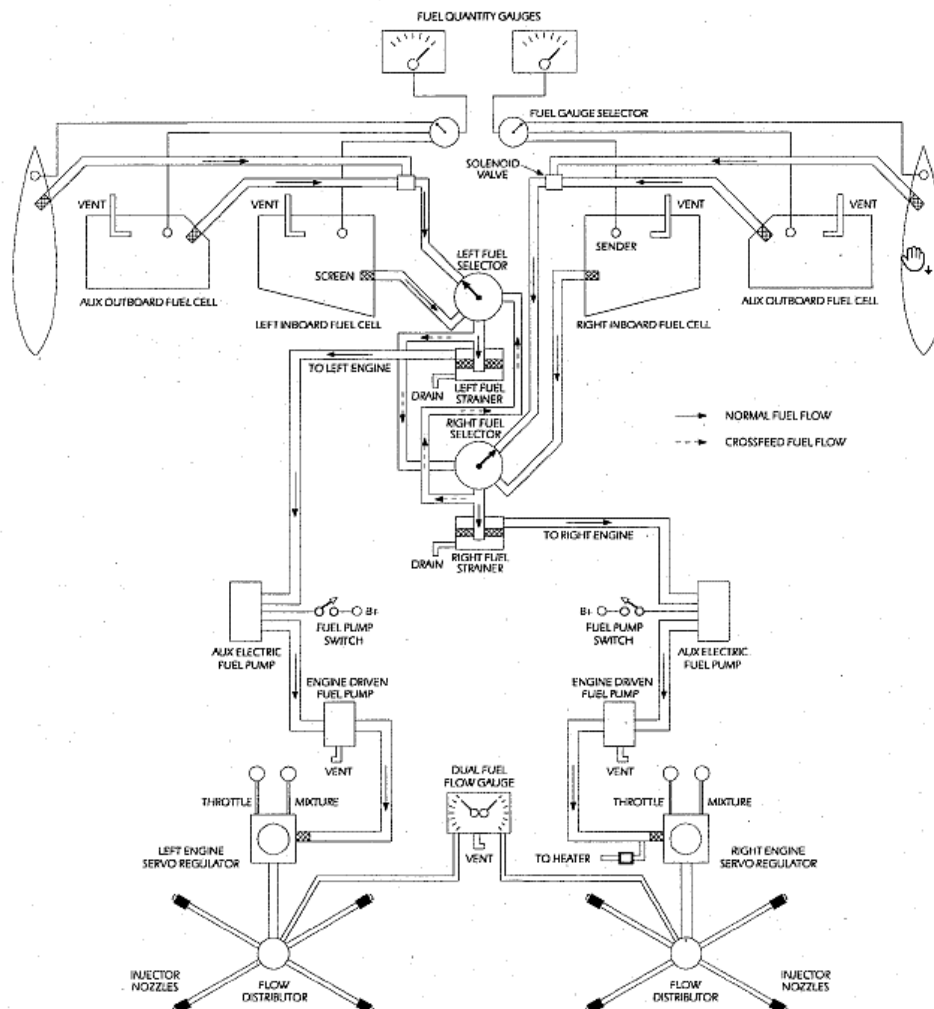 FUEL QUANTITY GAUGES
FUEL GAUGE SELECTOR
SOLENOID
VALVE
VENT
VENT
VENT
VENT
SENDER
LEFT FUEL
SELECTOR
SCREEN
AUX OUTBOARD FUEL CELL
LEFT INBOARD FUEL CELL
RIGHT INBOARD FUEL CELL
AUX OUTBOARD FUEL CELL
TO LEFT ENGINE
DRAIN
LEFT FUEL
STRAINER
RIGHT FUEL
SELECTOR
NORMAL FUEL FLOW
CROSSFEED FUEL FLOW
TO RIGHT ENGINE
DRAIN
RIGHT FUEL
STRAINER
B+
FUEL PUMP
SWITCH
B+
FUEL PUMP
SWITCH
AUX ELECTRIC
FUEL PUMP
AUX ELECTRIC
FUEL PUMP
ENGINE DRIVEN
FUEL PUMP
ENGINE DRIVEN
FUEL PUMP
VENT
VENT
DUAL FUEL
FLOW GAUGE
THROTTLE
MIXTURE
THROTTLE
MIXTURE
VENT
LEFT ENGINE
SERVO REGULATOR
TO HEATER
RIGHT ENGINE
SERVO REGULATOR
INJECTOR
NOZZLES
FLOW
DISTRIBUTOR
FLOW
DISTRIBUTOR
INJECTOR
NOZZLES